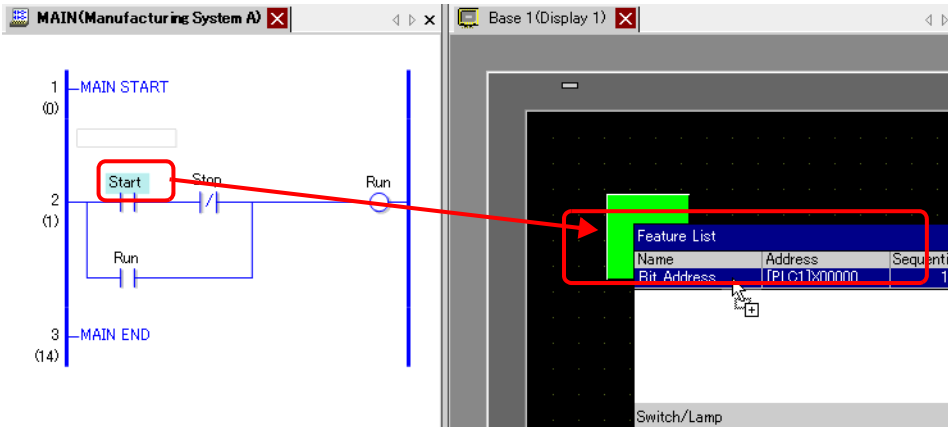 MAIN(Manufacturing System A)
1 MAIN START
(0)
Start Stop Run
2
(1)
Run
3 MAIN END
(14)
Base 1(Display 1)
Feature List
Name Address Sequenti
Bit Address [PLC1]X00000 1
Switch/Lamp